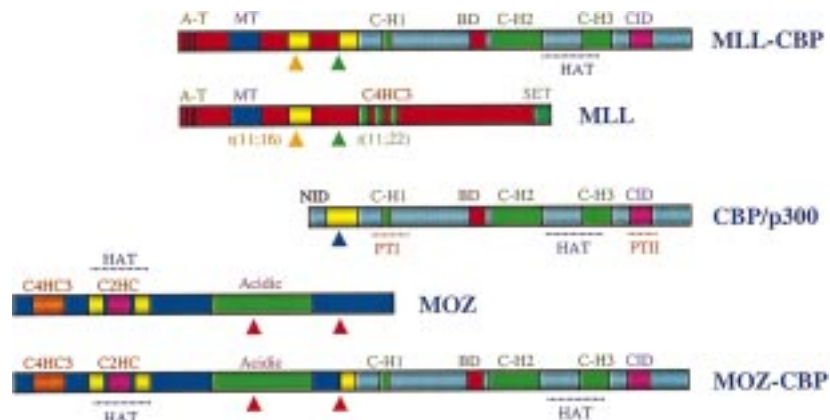 A-T MT C-H1 BD C-H2 C-H3 CID
MLL-CBP
HAT
A-T MT C4HC3 SET
MLL
t(11;16) t(11;22)
NID C-H1 BD C-H2 C-H3 CID
CBP/p300
PTI HAT PTII
HAT
C4HC3 C2HC Acidic
MOZ
C4HC3 C2HC Acidic C-H1 BD C-H2 C-H3 CID
MOZ-CBP
HAT HAT